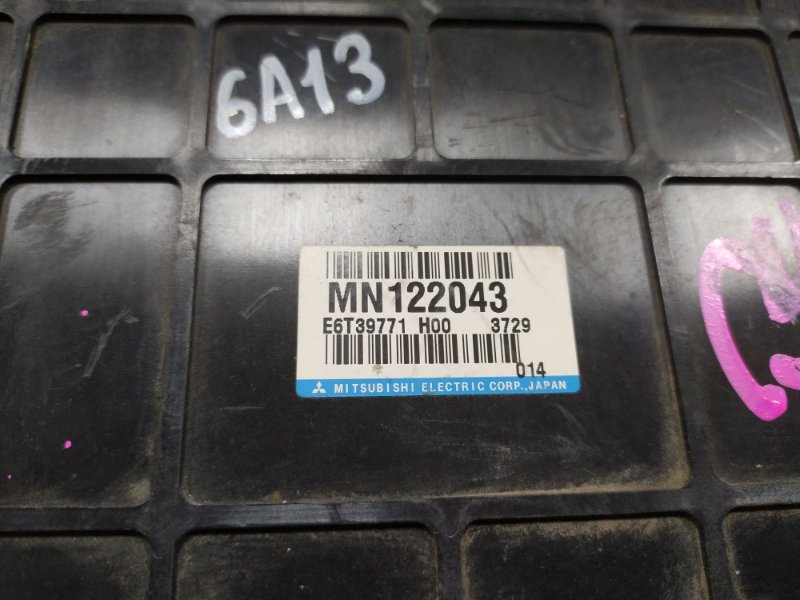 6A13
MN122043
E6T39771 H00 3729
014
MITSUBISHI ELECTRIC CORP.,JAPAN